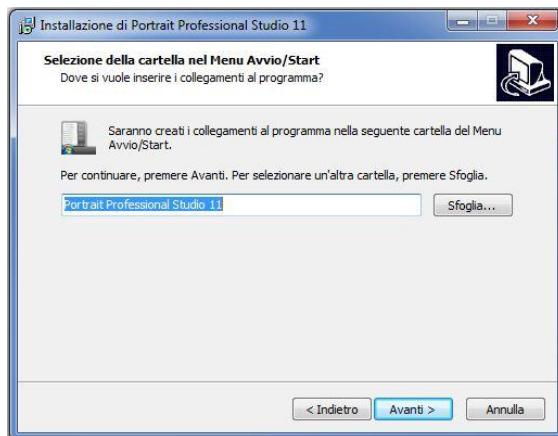 Installazione di Portrait Professional Studio 11
Selezione della cartella nel Menu Avvio/Start
Dove si vuole inserire i collegamenti al programma?
Saranno creati i collegamenti al programma nella seguente cartella del Menu
Avvio/Start.
Per continuare, premere Avanti. Per selezionare un'altra cartella, premere Sfoglia.
Portrait Professional Studio 11
Sfoglia...
< Indietro
Avanti >
Annulla